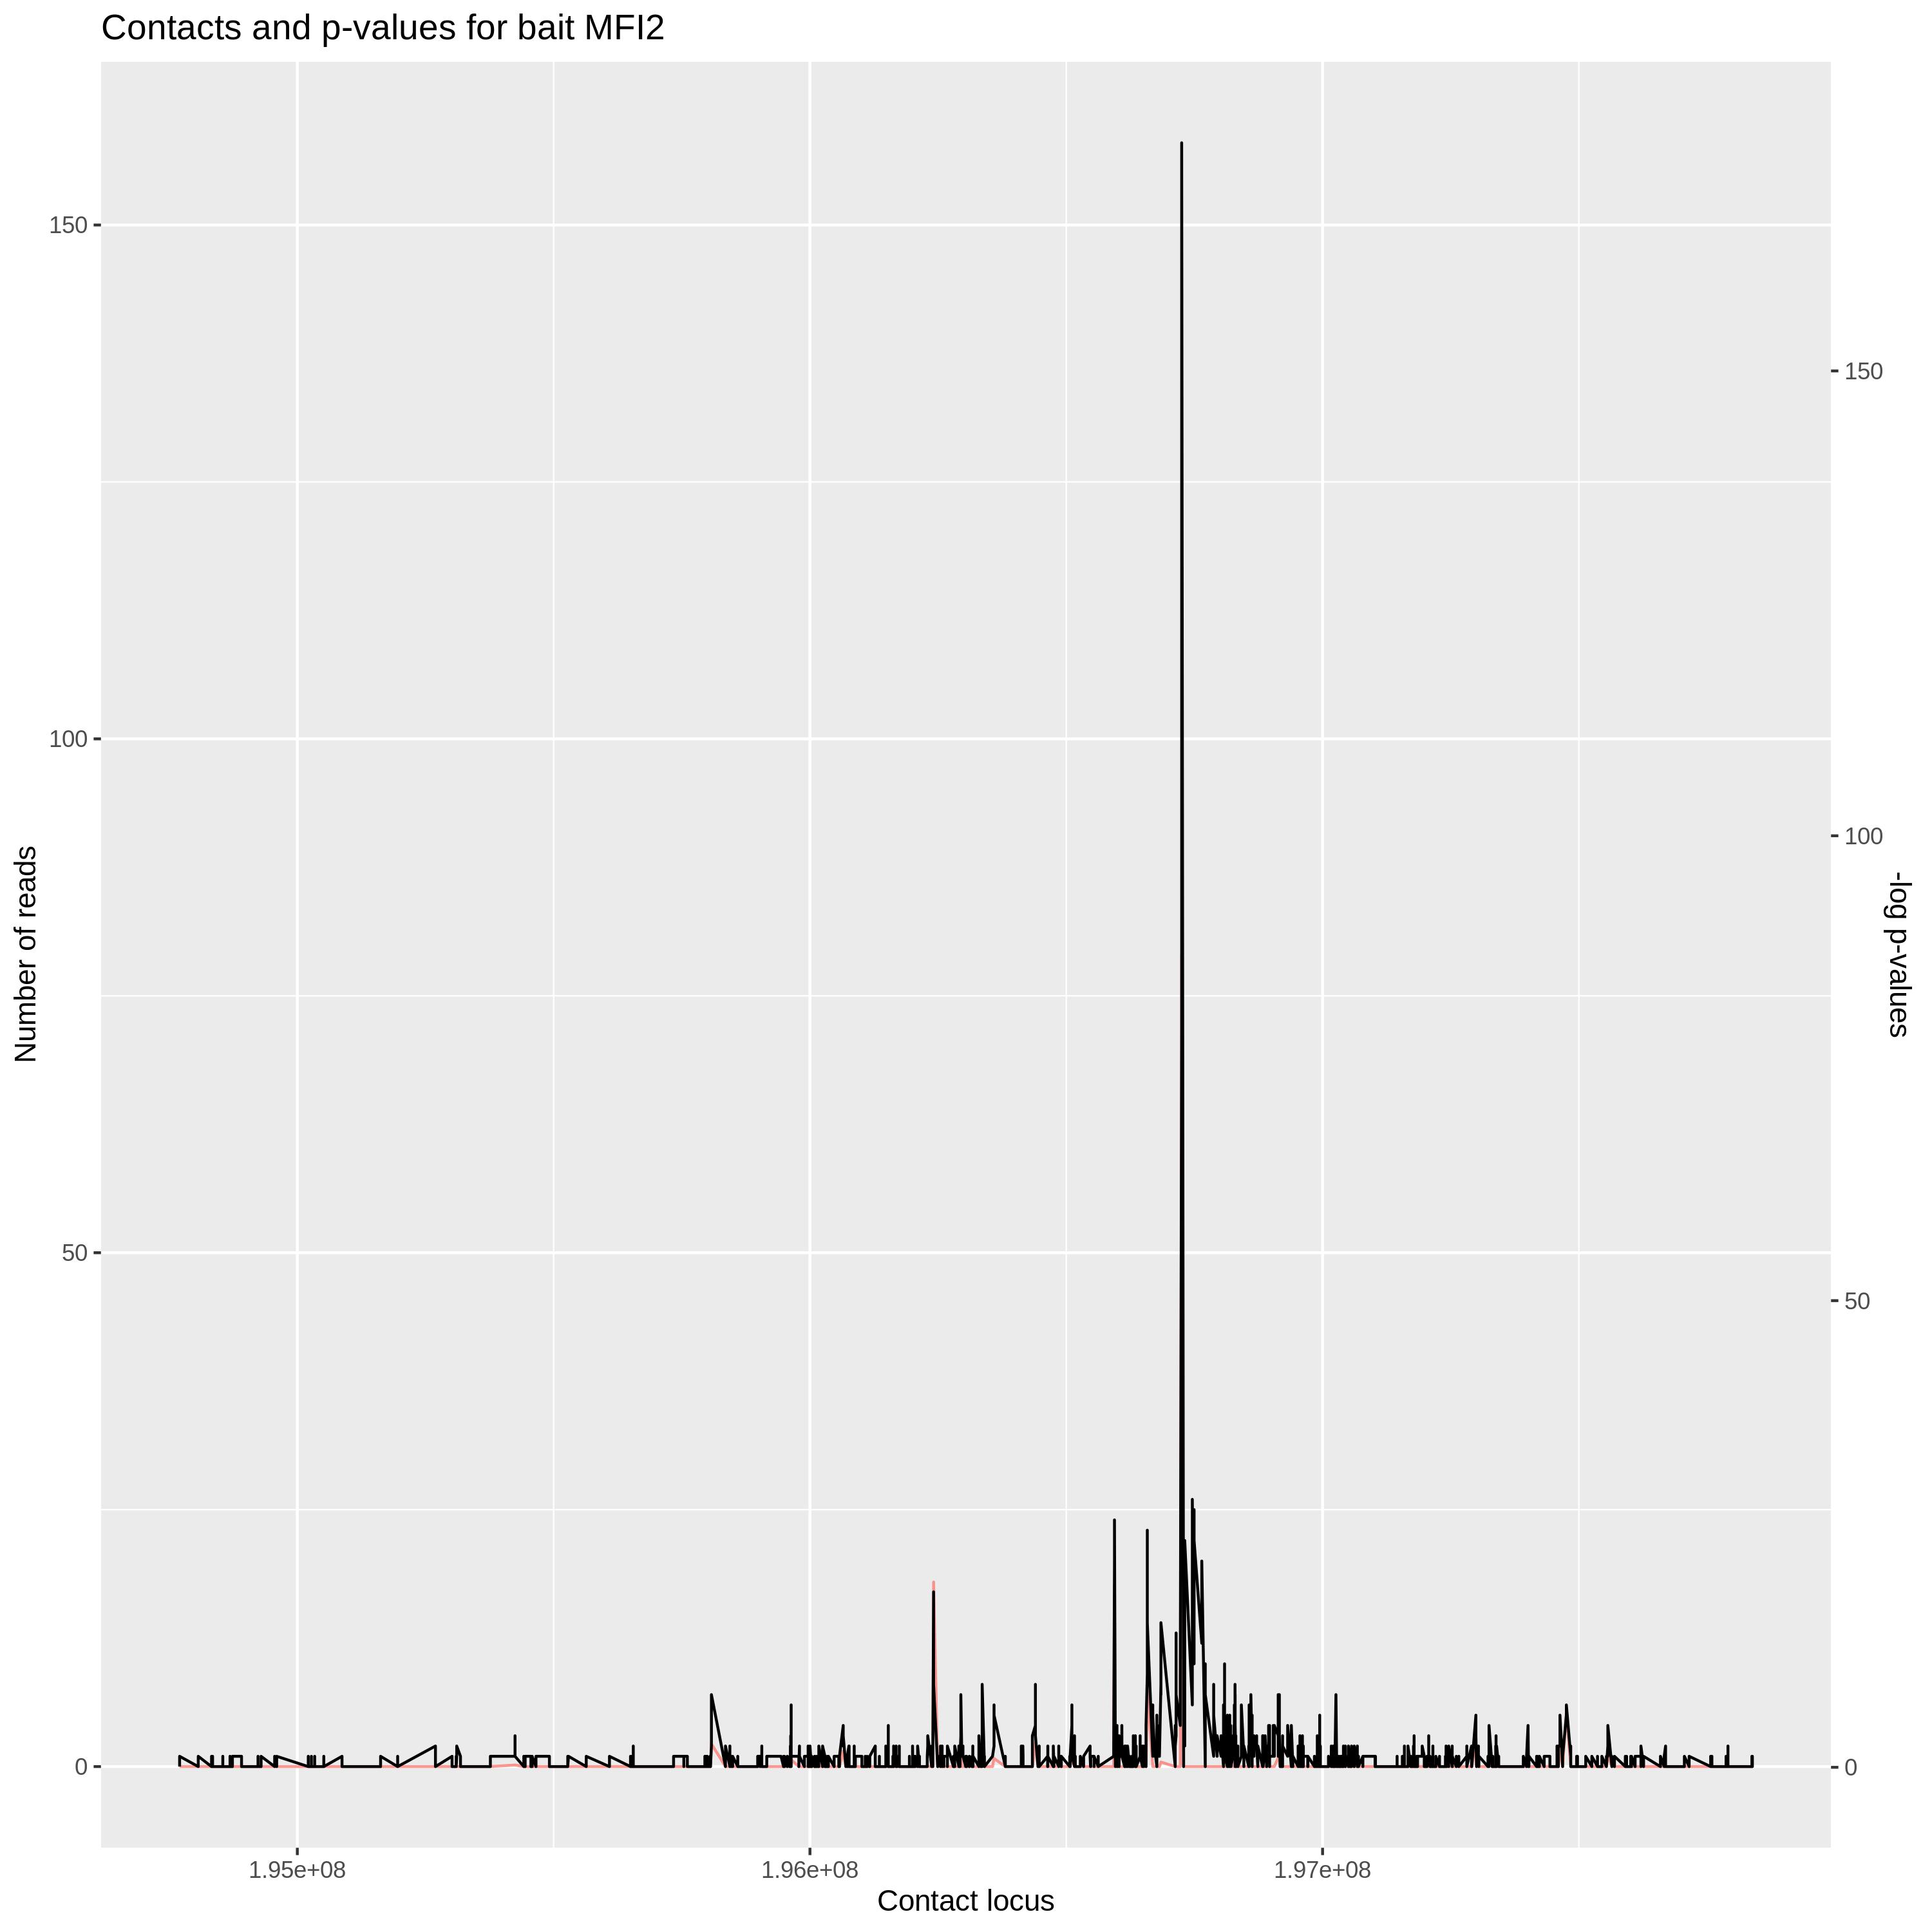 Contacts and p-values for bait MFI2
150
100
50
0
Number of reads
150
100
50
0
-log p-values
1.95e+08
1.96e+08
1.97e+08
Contact locus